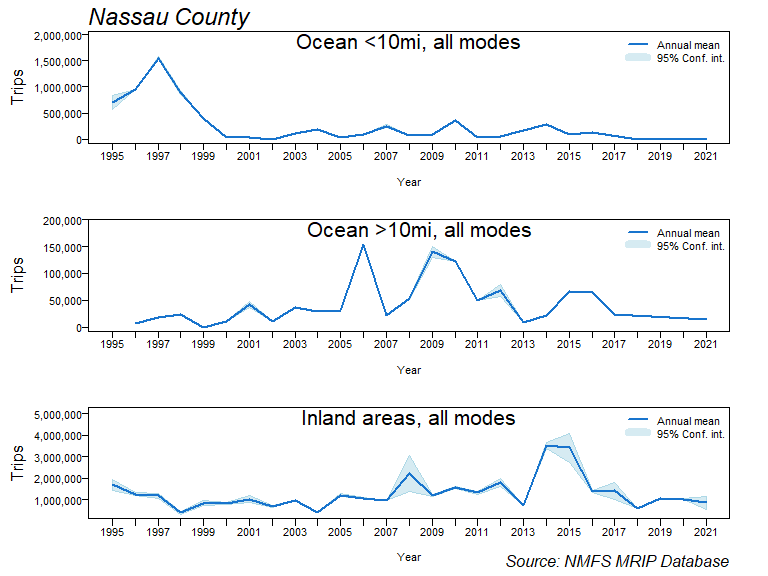 Nassau County
Ocean <10mi, all modes
Annual mean
95% Conf. int.
2,000,000
1,500,000
1,000,000
500,000
0
Trips
1995 1997 1999 2001 2003 2005 2007 2009 2011 2013 2015 2017 2019 2021
Year
Ocean >10mi, all modes
Annual mean
95% Conf. int.
200,000
150,000
100,000
50,000
0
Trips
1995 1997 1999 2001 2003 2005 2007 2009 2011 2013 2015 2017 2019 2021
Year
Inland areas, all modes
Annual mean
95% Conf. int.
5,000,000
4,000,000
3,000,000
2,000,000
1,000,000
Trips
1995 1997 1999 2001 2003 2005 2007 2009 2011 2013 2015 2017 2019 2021
Year
Source: NMFS MRIP Database